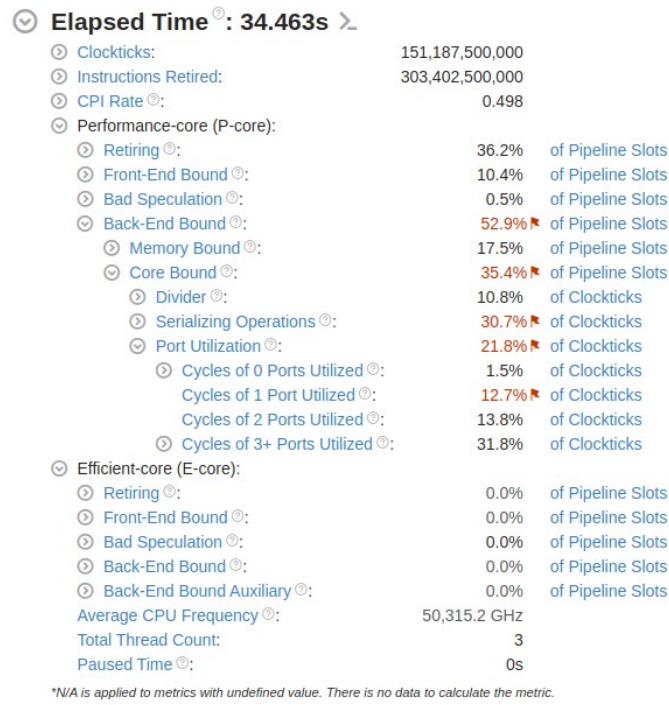 Elapsed Time: 34.463s
Clockticks: 151,187,500,000
Instructions Retired: 303,402,500,000
CPI Rate: 0.498
Performance-core (P-core):
Retiring: 36.2% of Pipeline Slots
Front-End Bound: 10.4% of Pipeline Slots
Bad Speculation: 0.5% of Pipeline Slots
Back-End Bound: 52.9% of Pipeline Slots
Memory Bound: 17.5% of Pipeline Slots
Core Bound: 35.4% of Pipeline Slots
Divider: 10.8% of Clockticks
Serializing Operations: 30.7% of Clockticks
Port Utilization: 21.8% of Clockticks
Cycles of 0 Ports Utilized: 1.5% of Clockticks
Cycles of 1 Port Utilized: 12.7% of Clockticks
Cycles of 2 Ports Utilized: 13.8% of Clockticks
Cycles of 3+ Ports Utilized: 31.8% of Clockticks
Efficient-core (E-core):
Retiring: 0.0% of Pipeline Slots
Front-End Bound: 0.0% of Pipeline Slots
Bad Speculation: 0.0% of Pipeline Slots
Back-End Bound: 0.0% of Pipeline Slots
Back-End Bound Auxiliary: 0.0% of Pipeline Slots
Average CPU Frequency: 50,315.2 GHz
Total Thread Count: 3
Paused Time: 0s
*N/A is applied to metrics with undefined value. There is no data to calculate the metric.